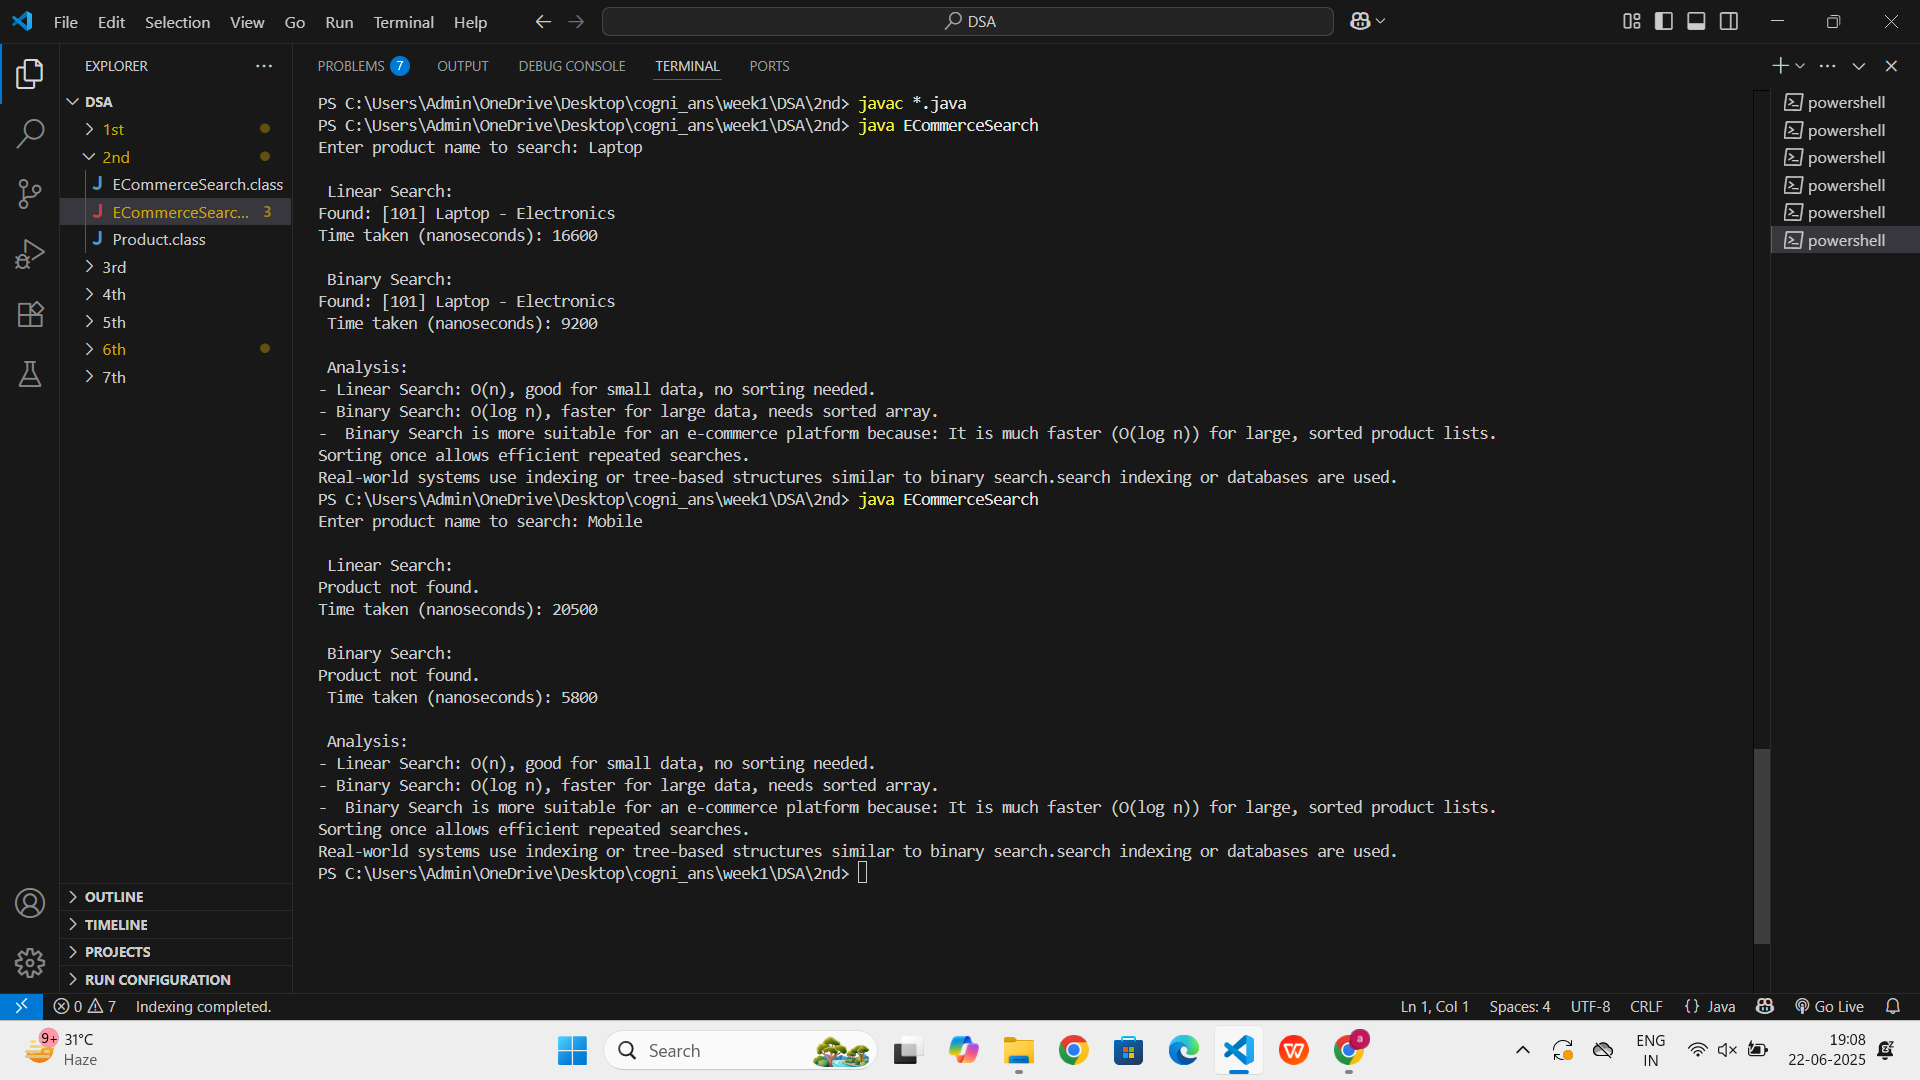 File Edit Selection View Go Run Terminal Help
DSA
EXPLORER
DSA
1st
2nd
ECommerceSearch.class
ECommerceSearc... 3
Product.class
3rd
4th
5th
6th
7th
OUTLINE
TIMELINE
PROJECTS
RUN CONFIGURATION
PROBLEMS 7 OUTPUT DEBUG CONSOLE TERMINAL PORTS
PS C:\Users\Admin\OneDrive\Desktop\cogni_ans\week1\DSA\2nd> javac *.java
PS C:\Users\Admin\OneDrive\Desktop\cogni_ans\week1\DSA\2nd> java ECommerceSearch
Enter product name to search: Laptop
Linear Search:
Found: [101] Laptop - Electronics
Time taken (nanoseconds): 16600
Binary Search:
Found: [101] Laptop - Electronics
Time taken (nanoseconds): 9200
Analysis:
- Linear Search: O(n), good for small data, no sorting needed.
- Binary Search: O(log n), faster for large data, needs sorted array.
-  Binary Search is more suitable for an e-commerce platform because: It is much faster (O(log n)) for large, sorted product lists.
Sorting once allows efficient repeated searches.
Real-world systems use indexing or tree-based structures similar to binary search.search indexing or databases are used.
PS C:\Users\Admin\OneDrive\Desktop\cogni_ans\week1\DSA\2nd> java ECommerceSearch
Enter product name to search: Mobile
Linear Search:
Product not found.
Time taken (nanoseconds): 20500
Binary Search:
Product not found.
Time taken (nanoseconds): 5800
Analysis:
- Linear Search: O(n), good for small data, no sorting needed.
- Binary Search: O(log n), faster for large data, needs sorted array.
-  Binary Search is more suitable for an e-commerce platform because: It is much faster (O(log n)) for large, sorted product lists.
Sorting once allows efficient repeated searches.
Real-world systems use indexing or tree-based structures similar to binary search.search indexing or databases are used.
PS C:\Users\Admin\OneDrive\Desktop\cogni_ans\week1\DSA\2nd>
powershell
powershell
powershell
powershell
powershell
powershell
0 7 Indexing completed.
Ln 1, Col 1 Spaces: 4 UTF-8 CRLF {} Java Go Live
9+ 31°C
Haze
Search
W
a
ENG
IN
19:08
22-06-2025